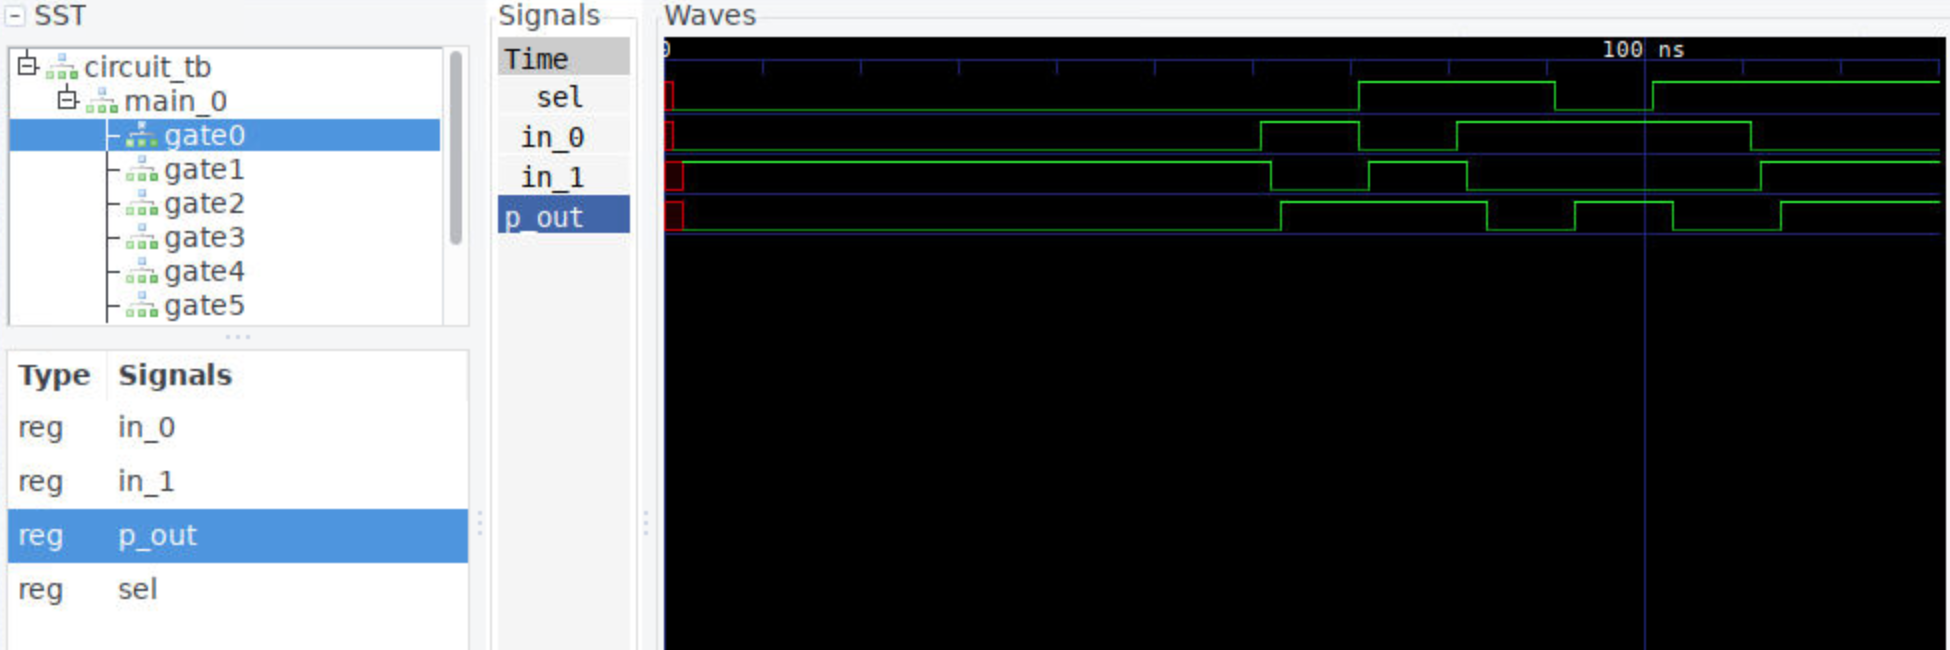 SST
circuit_tb
main_0
gate0
gate1
gate2
gate3
gate4
gate5
Type Signals
reg in_0
reg in_1
reg p_out
reg sel
Signals
Time
sel
in_0
in_1
p_out
Waves
0 100 ns